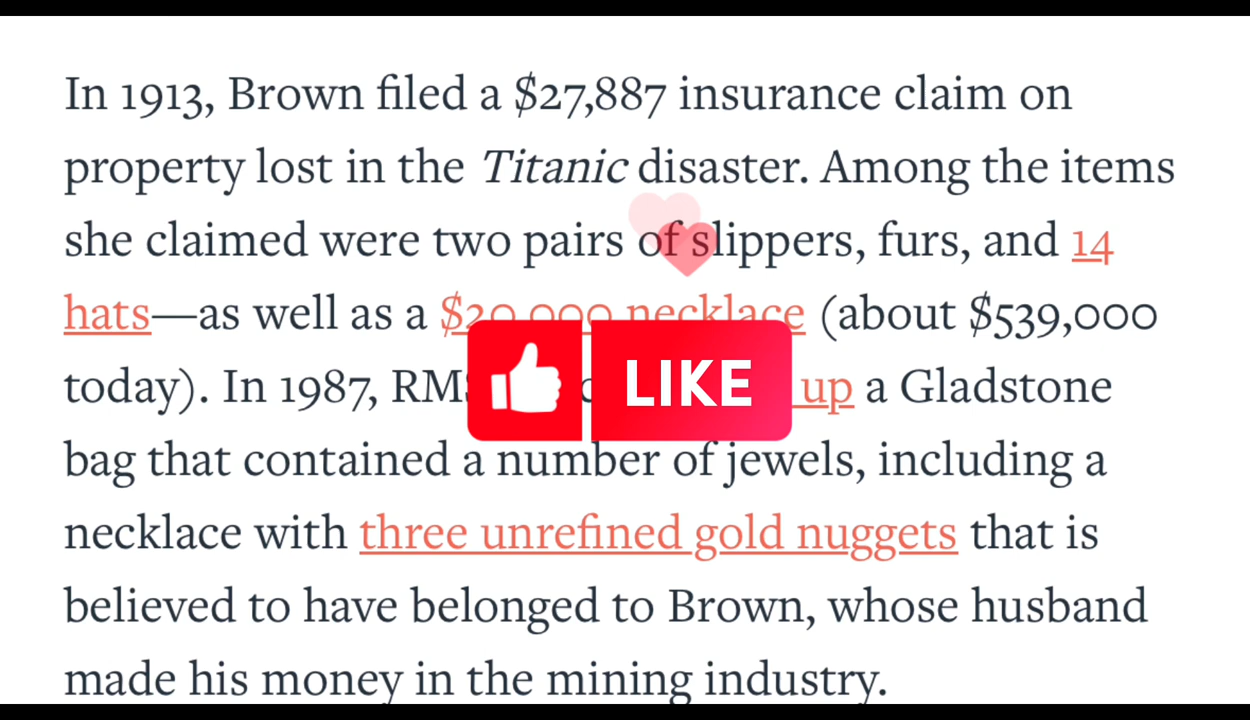 In 1913, Brown filed a $27,887 insurance claim on
property lost in the Titanic disaster. Among the items
she claimed were two pairs of slippers, furs, and 14
hats—as well as a $20,000 necklace (about $539,000
today). In 1987, RMS up a Gladstone
LIKE
bag that contained a number of jewels, including a
necklace with three unrefined gold nuggets that is
believed to have belonged to Brown, whose husband
made his money in the mining industry.